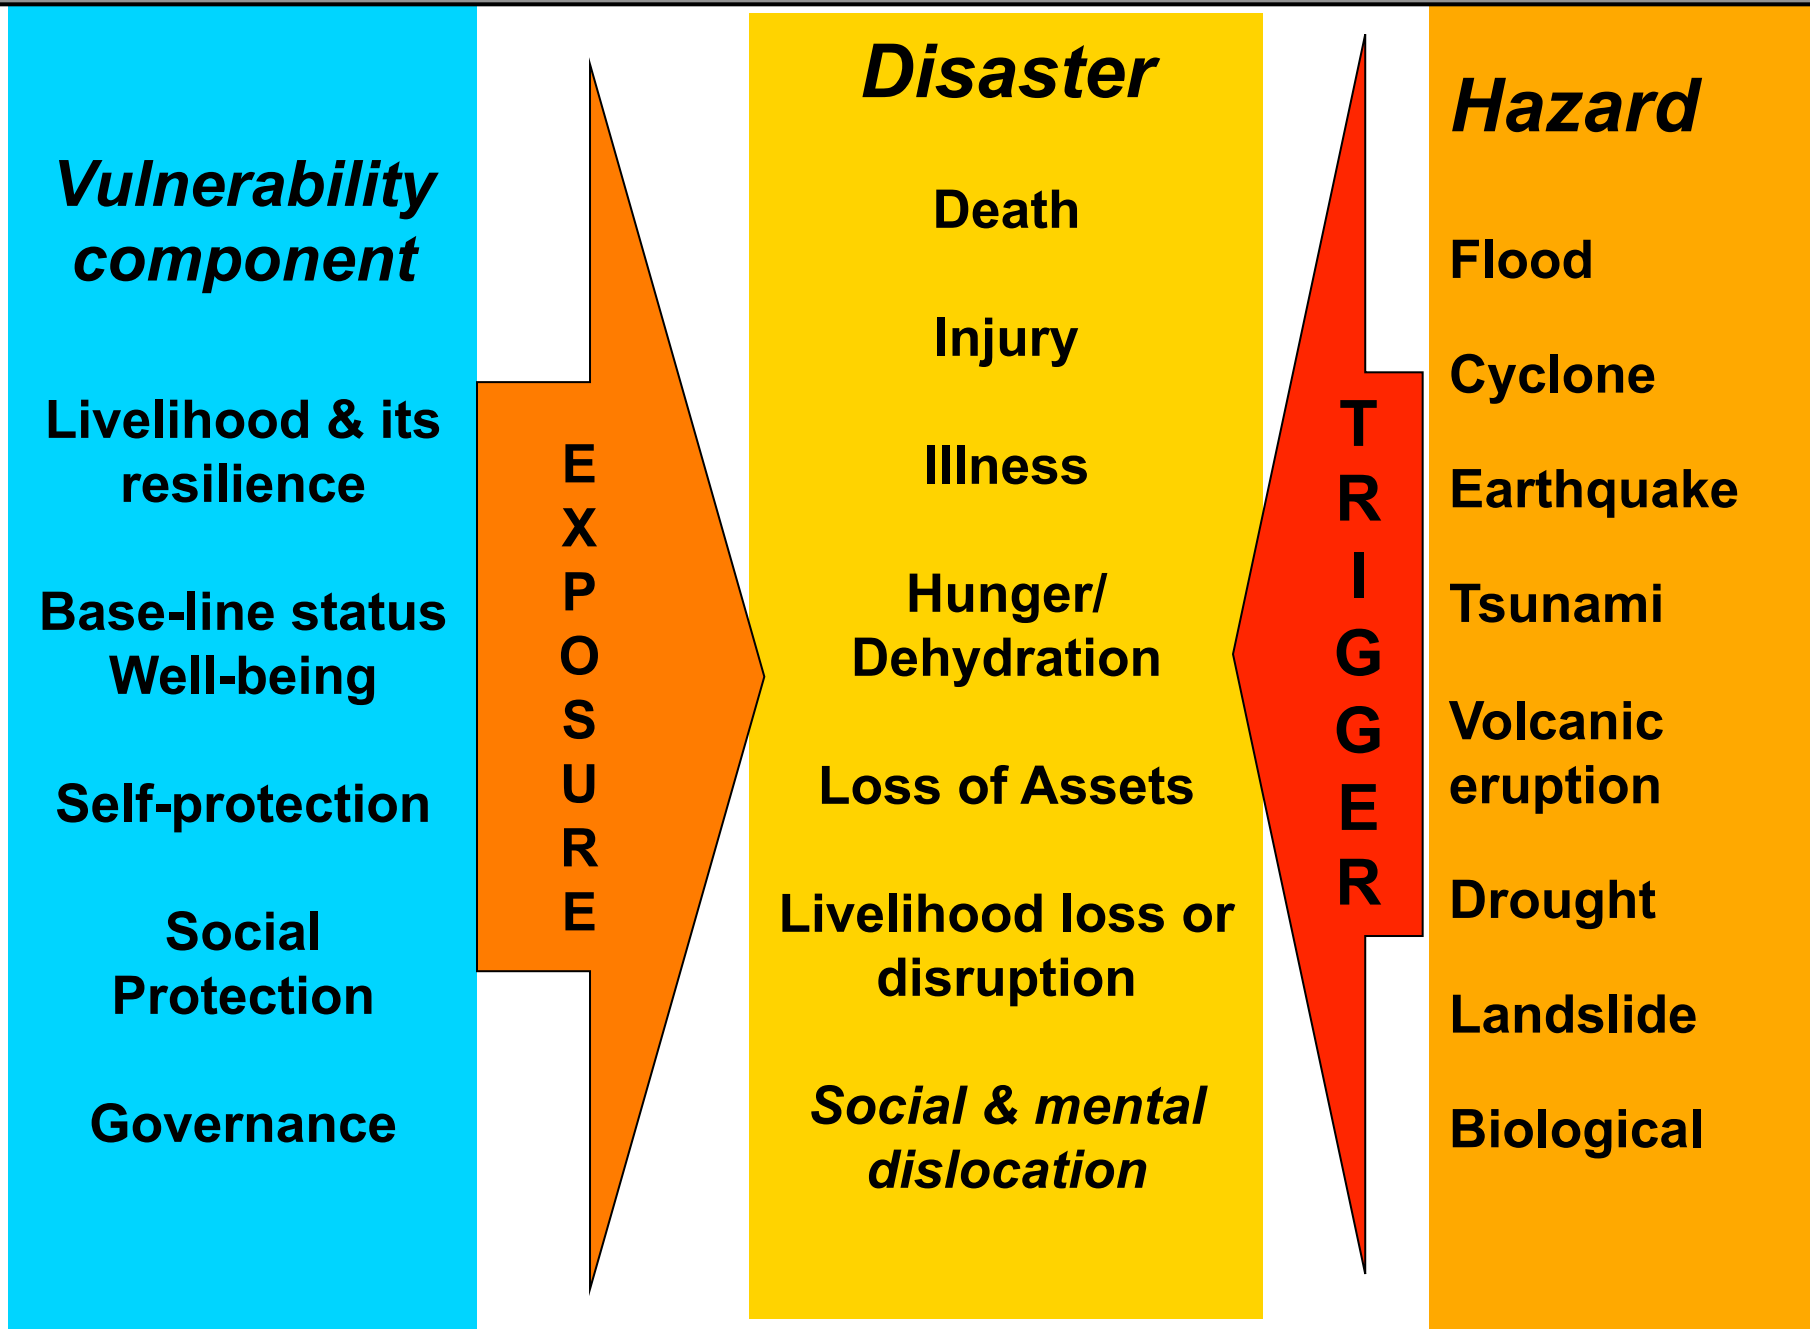 Vulnerability
component
Livelihood & its
resilience
Base-line status
Well-being
Self-protection
Social
Protection
Governance
E
X
P
O
S
U
R
E
Disaster
Death
Injury
Illness
Hunger/
Dehydration
Loss of Assets
Livelihood loss or
disruption
Social & mental
dislocation
T
R
I
G
G
E
R
Hazard
Flood
Cyclone
Earthquake
Tsunami
Volcanic
eruption
Drought
Landslide
Biological